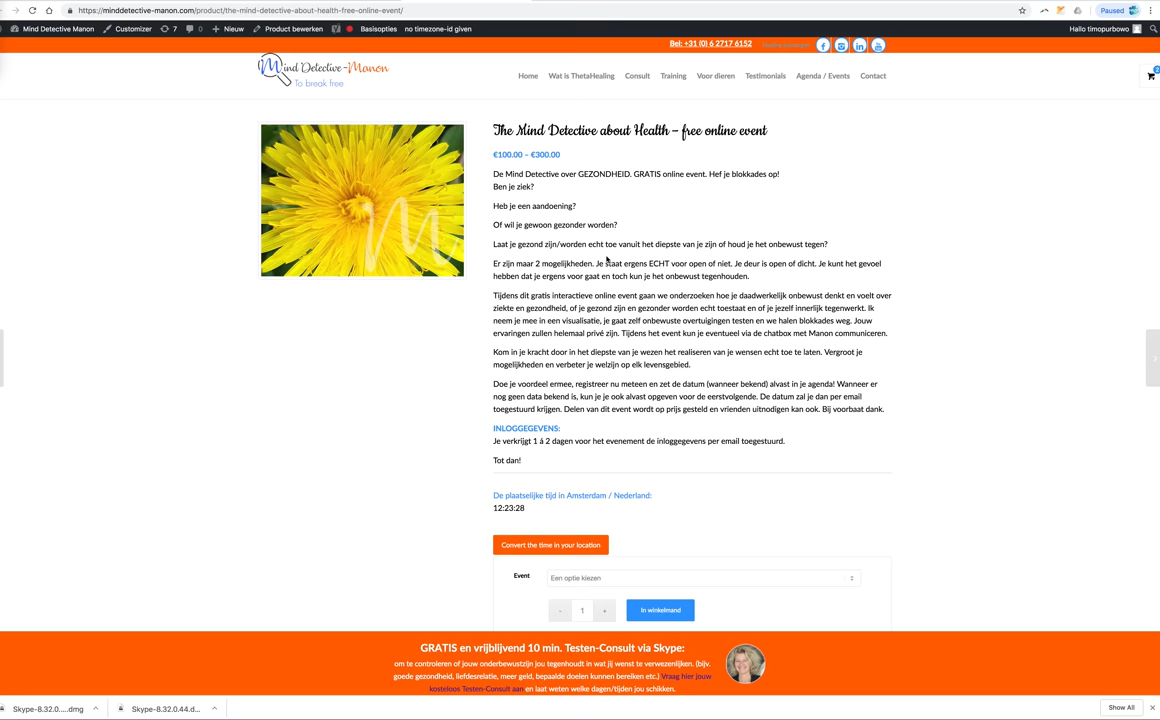 https://minddetective-manon.com/product/the-mind-detective-about-health-free-online-event/
Paused
Mind Detective Manon
Customizer
7
0
Nieuw
Product bewerken
Basisopties
no timezone-id given
Hallo timopurbowo
Bel: +31 (0) 6 2717 6152
Mind Detective-Manon
To break free
Home
Wat is ThetaHealing
Consult
Training
Voor dieren
Testimonials
Agenda / Events
Contact
The Mind Detective about Health – free online event
€100.00 – €300.00
De Mind Detective over GEZONDHEID. GRATIS online event. Hef je blokkades op!
Ben je ziek?
Heb je een aandoening?
Of wil je gewoon gezonder worden?
Laat je gezond zijn/worden echt toe vanuit het diepste van je zijn of houd je het onbewust tegen?
Er zijn maar 2 mogelijkheden. Je staat ergens ECHT voor open of niet. Je deur is open of dicht. Je kunt het gevoel
hebben dat je ergens voor gaat en toch kun je het onbewust tegenhouden.
Tijdens dit gratis interactieve online event gaan we onderzoeken hoe je daadwerkelijk onbewust denkt en voelt over
ziekte en gezondheid, of je gezond zijn en gezonder worden echt toestaat en of je jezelf innerlijk tegenwerkt. Ik
neem je mee in een visualisatie, je gaat zelf onbewuste overtuigingen testen en we halen blokkades weg. Jouw
ervaringen zullen helemaal privé zijn. Tijdens het event kun je eventueel via de chatbox met Manon communiceren.
Kom in je kracht door in het diepste van je wezen het realiseren van je wensen echt toe te laten. Vergroot je
mogelijkheden en verbeter je welzijn op elk levensgebied.
Doe je voordeel ermee, registreer nu meteen en zet de datum (wanneer bekend) alvast in je agenda! Wanneer er
nog geen data bekend is, kun je je ook alvast opgeven voor de eerstvolgende. De datum zal je dan per email
toegestuurd krijgen. Delen van dit event wordt op prijs gesteld en vrienden uitnodigen kan ook. Bij voorbaat dank.
INLOGGEGEVENS:
Je verkrijgt 1 á 2 dagen voor het evenement de inloggegevens per email toegestuurd.
Tot dan!
De plaatselijke tijd in Amsterdam / Nederland:
12:23:28
Convert the time in your location
Event
Een optie kiezen
- 1 +
In winkelmand
GRATIS en vrijblijvend 10 min. Testen-Consult via Skype:
om te controleren of jouw onderbewustzijn jou tegenhoudt in wat jij wenst te verwezenlijken. (bijv.
goede gezondheid, liefdesrelatie, meer geld, bepaalde doelen kunnen bereiken etc.) Vraag hier jouw
kosteloos Testen-Consult aan en laat weten welke dagen/tijden jou schikken.
Skype-8.32.0.....dmg
Skype-8.32.0.44.d...
Show All